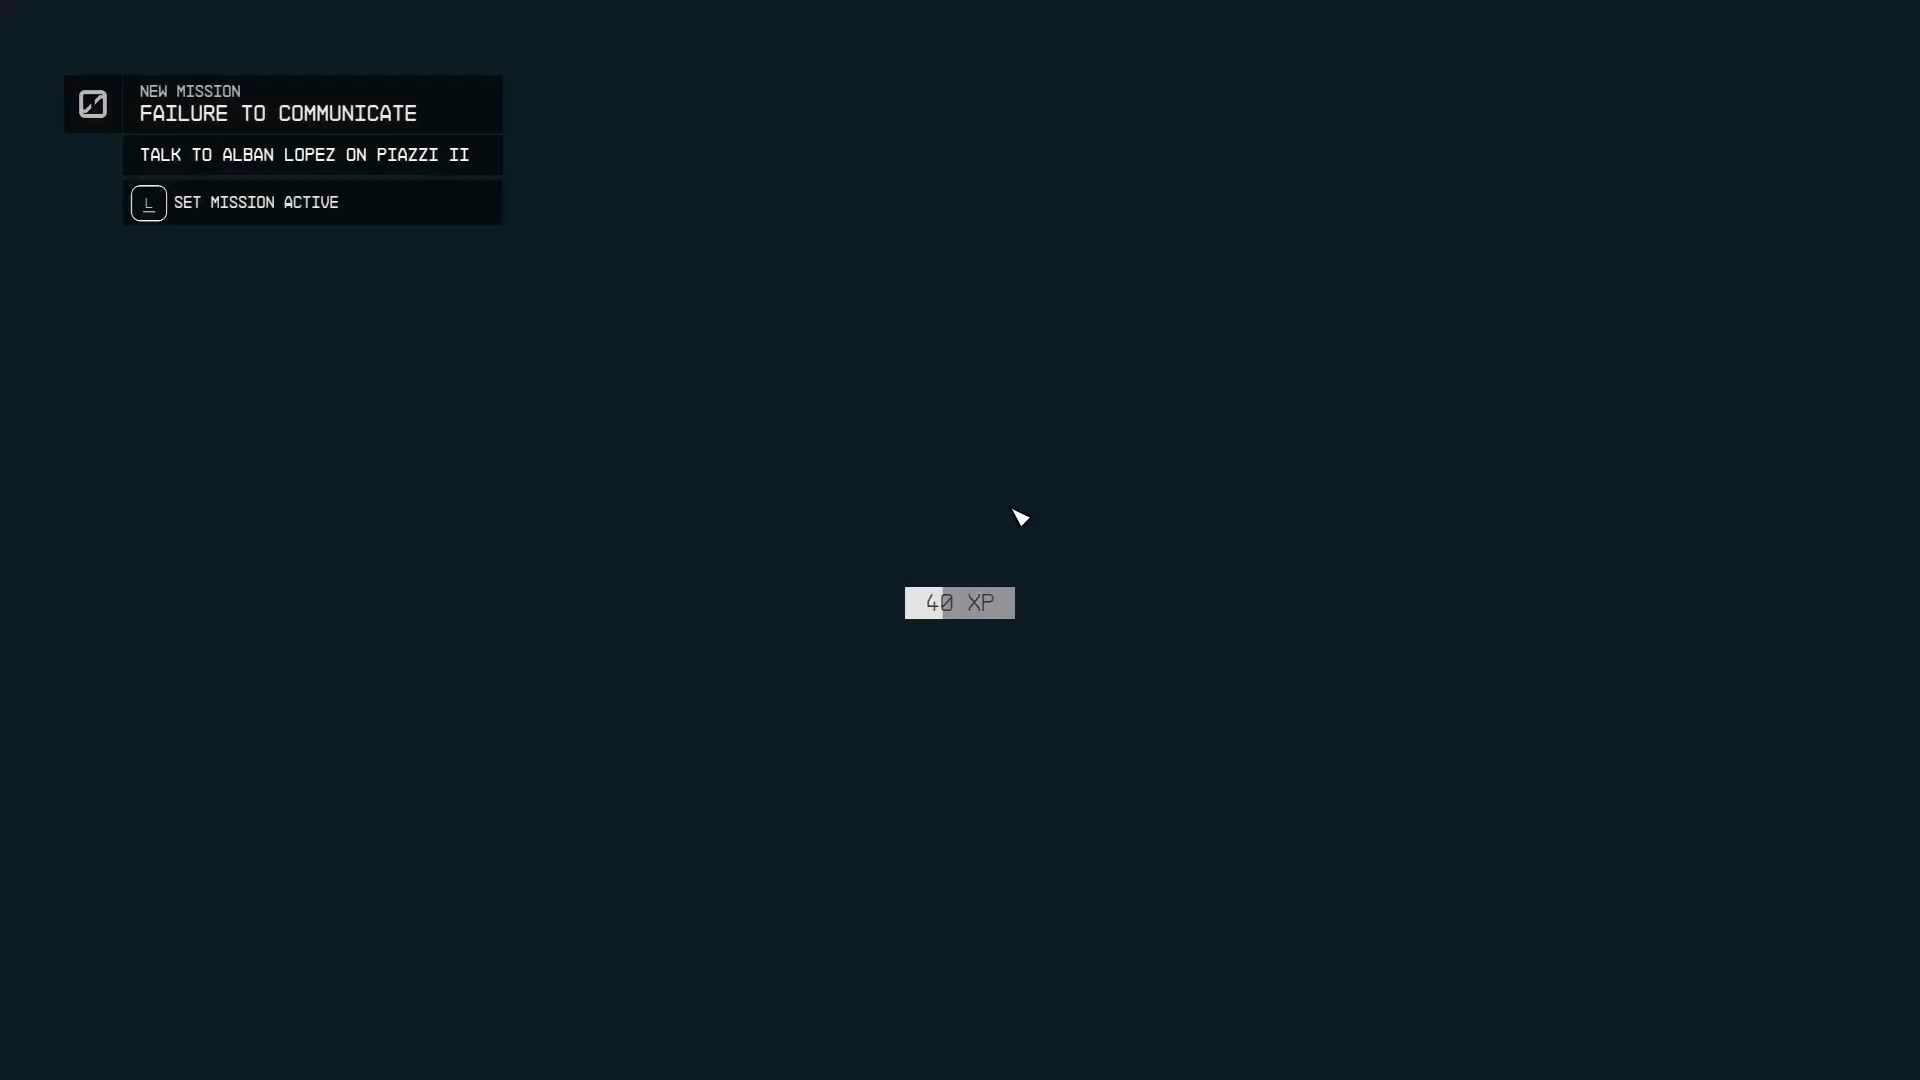 NEW MISSION
FAILURE TO COMMUNICATE
TALK TO ALBAN LOPEZ ON PIAZZI II
L SET MISSION ACTIVE
40 XP